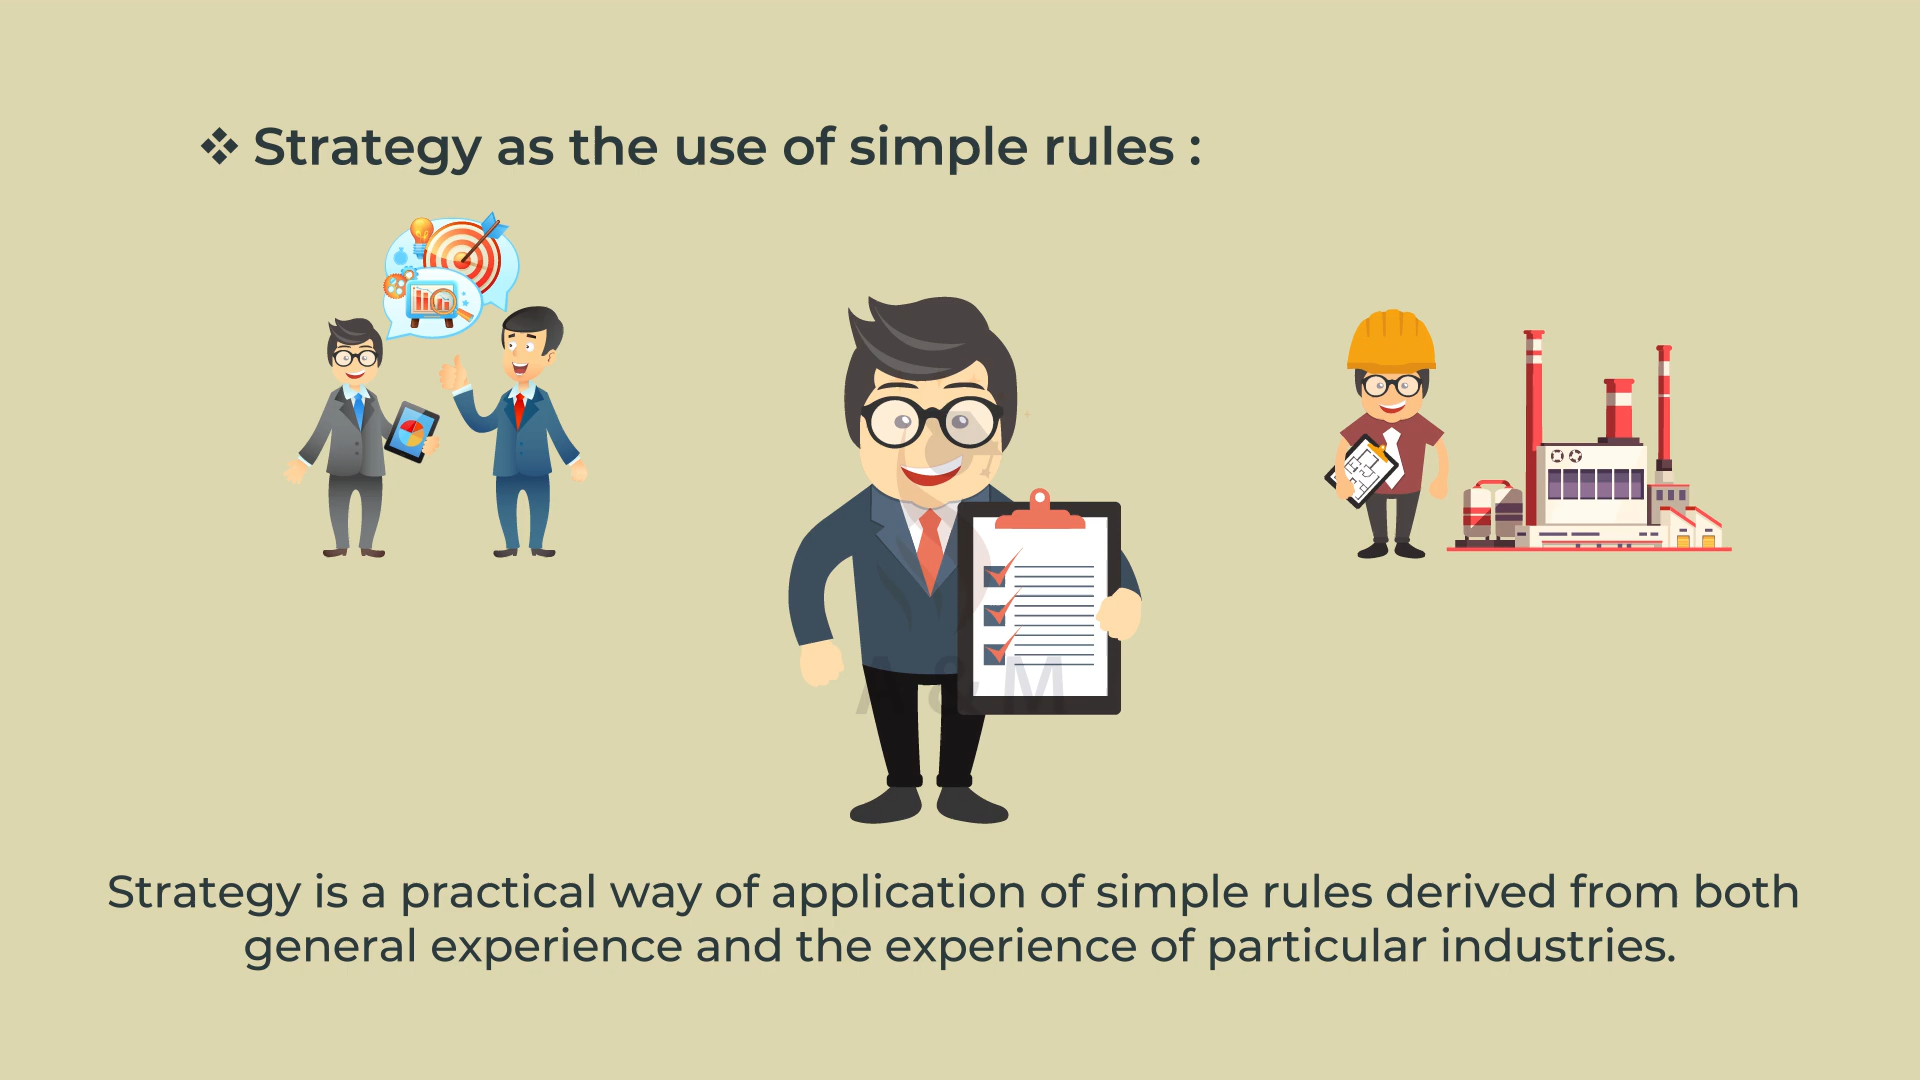 ❖ Strategy as the use of simple rules :
A & M
Strategy is a practical way of application of simple rules derived from both
general experience and the experience of particular industries.